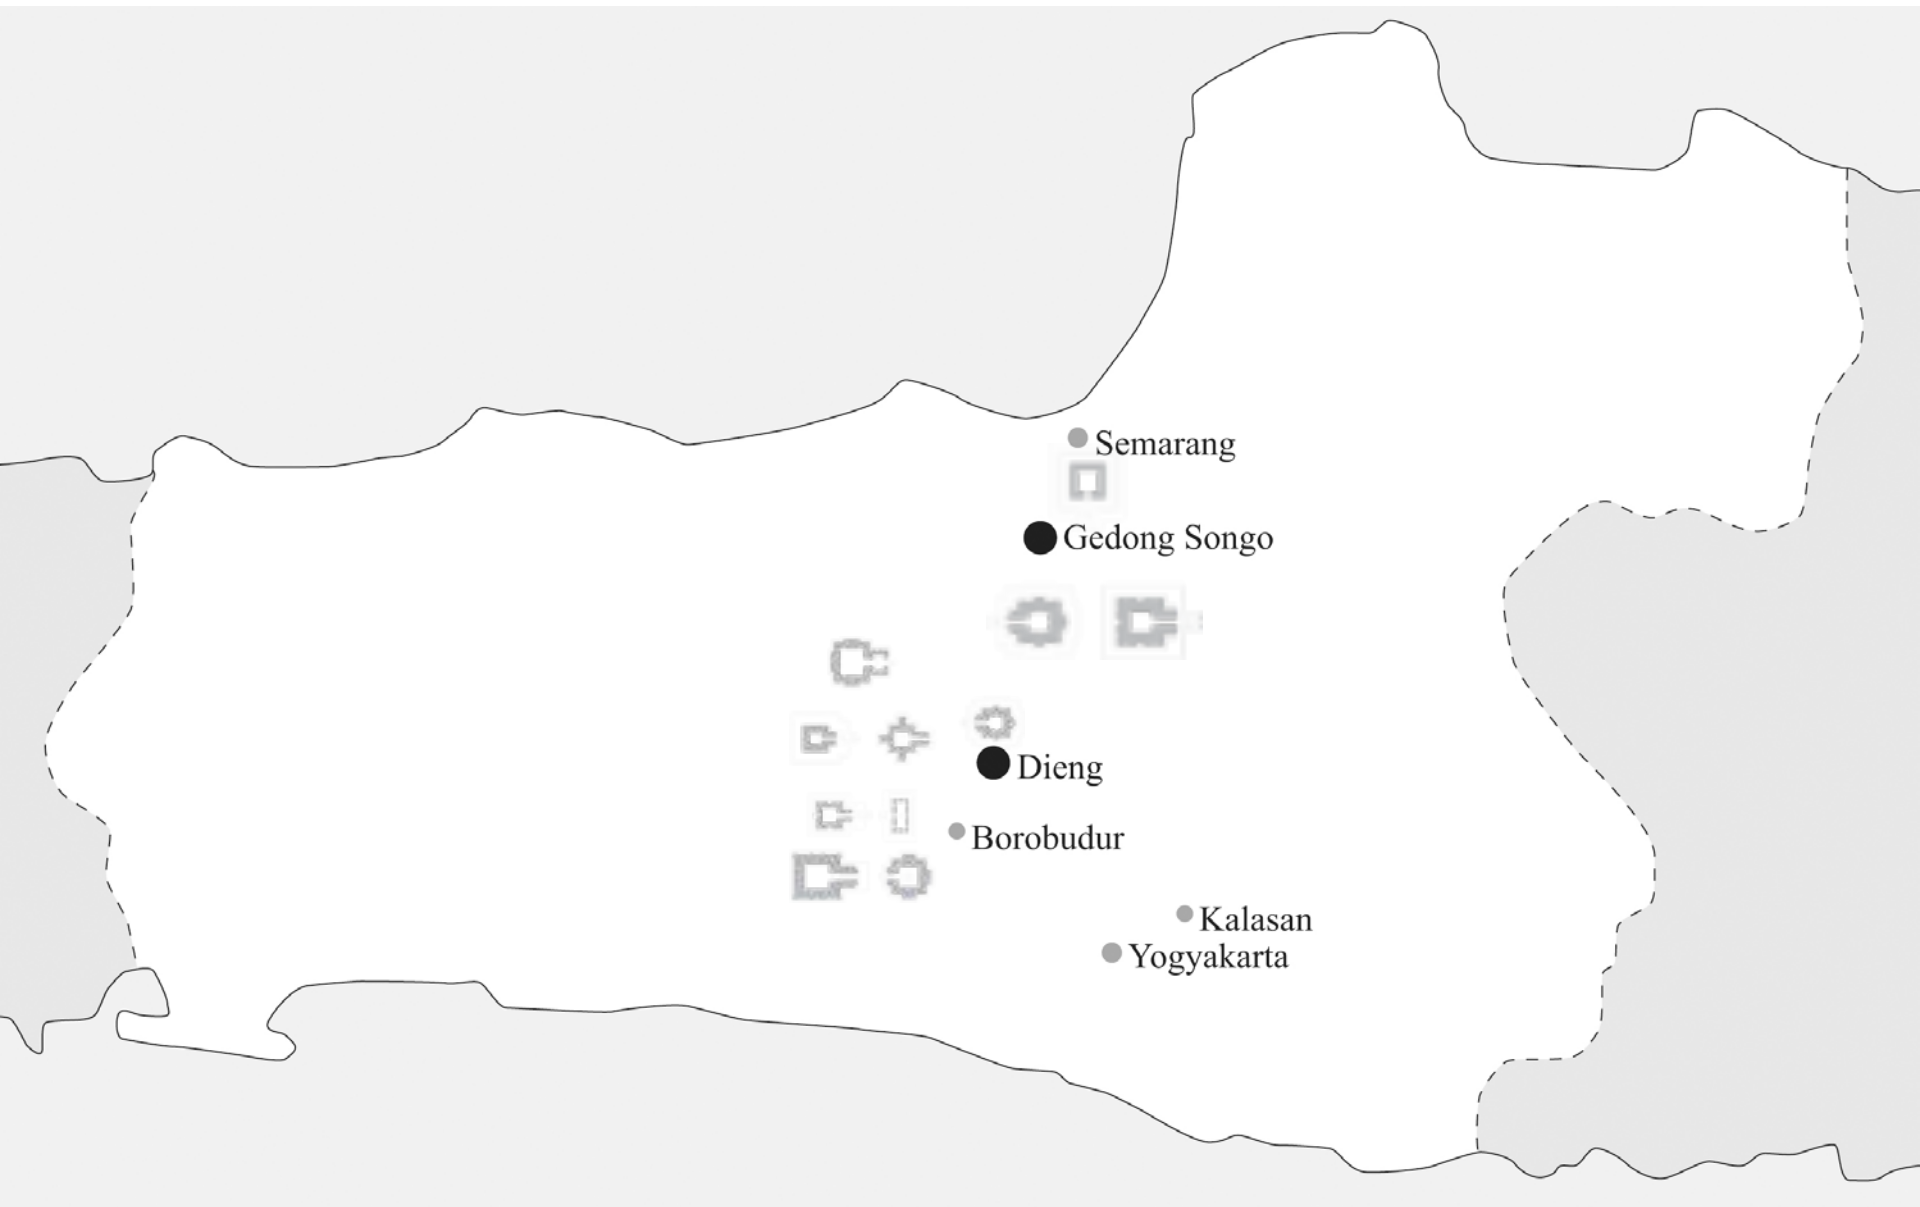 Semarang
Gedong Songo
Dieng
Borobudur
Kalasan
Yogyakarta